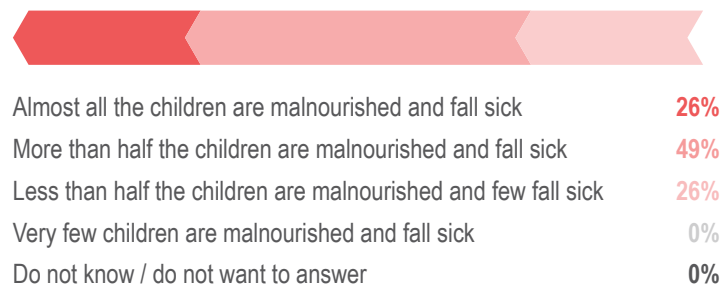 Almost all the children are malnourished and fall sick 26%
More than half the children are malnourished and fall sick 49%
Less than half the children are malnourished and few fall sick 26%
Very few children are malnourished and fall sick 0%
Do not know / do not want to answer 0%